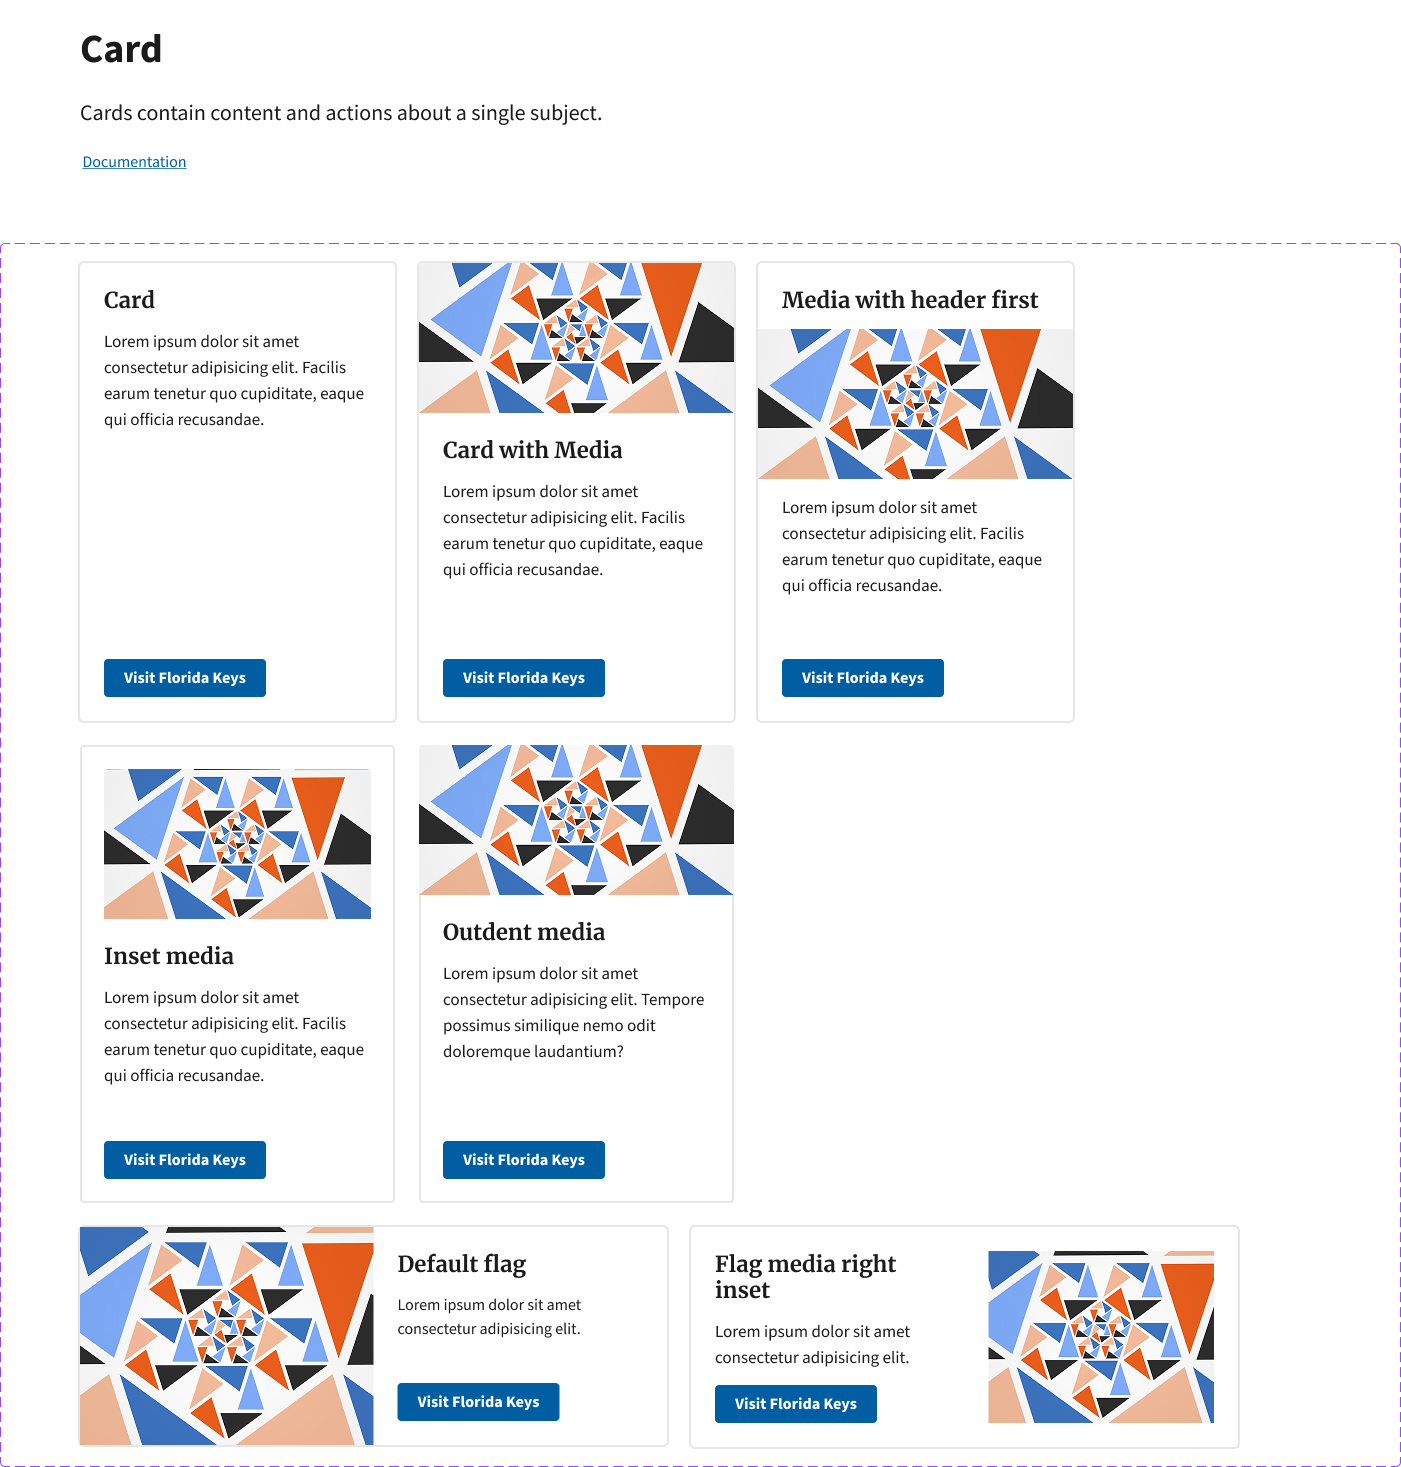 Card
Cards contain content and actions about a single subject.
Documentation
Card
Lorem ipsum dolor sit amet
consectetur adipisicing elit. Facilis
earum tenetur quo cupiditate, eaque
qui officia recusandae.
Visit Florida Keys
Card with Media
Lorem ipsum dolor sit amet
consectetur adipisicing elit. Facilis
earum tenetur quo cupiditate, eaque
qui officia recusandae.
Visit Florida Keys
Media with header first
Lorem ipsum dolor sit amet
consectetur adipisicing elit. Facilis
earum tenetur quo cupiditate, eaque
qui officia recusandae.
Visit Florida Keys
Inset media
Lorem ipsum dolor sit amet
consectetur adipisicing elit. Facilis
earum tenetur quo cupiditate, eaque
qui officia recusandae.
Visit Florida Keys
Outdent media
Lorem ipsum dolor sit amet
consectetur adipisicing elit. Tempore
possimus similique nemo odit
doloremque laudantium?
Visit Florida Keys
Default flag
Lorem ipsum dolor sit amet
consectetur adipisicing elit.
Visit Florida Keys
Flag media right
inset
Lorem ipsum dolor sit amet
consectetur adipisicing elit.
Visit Florida Keys